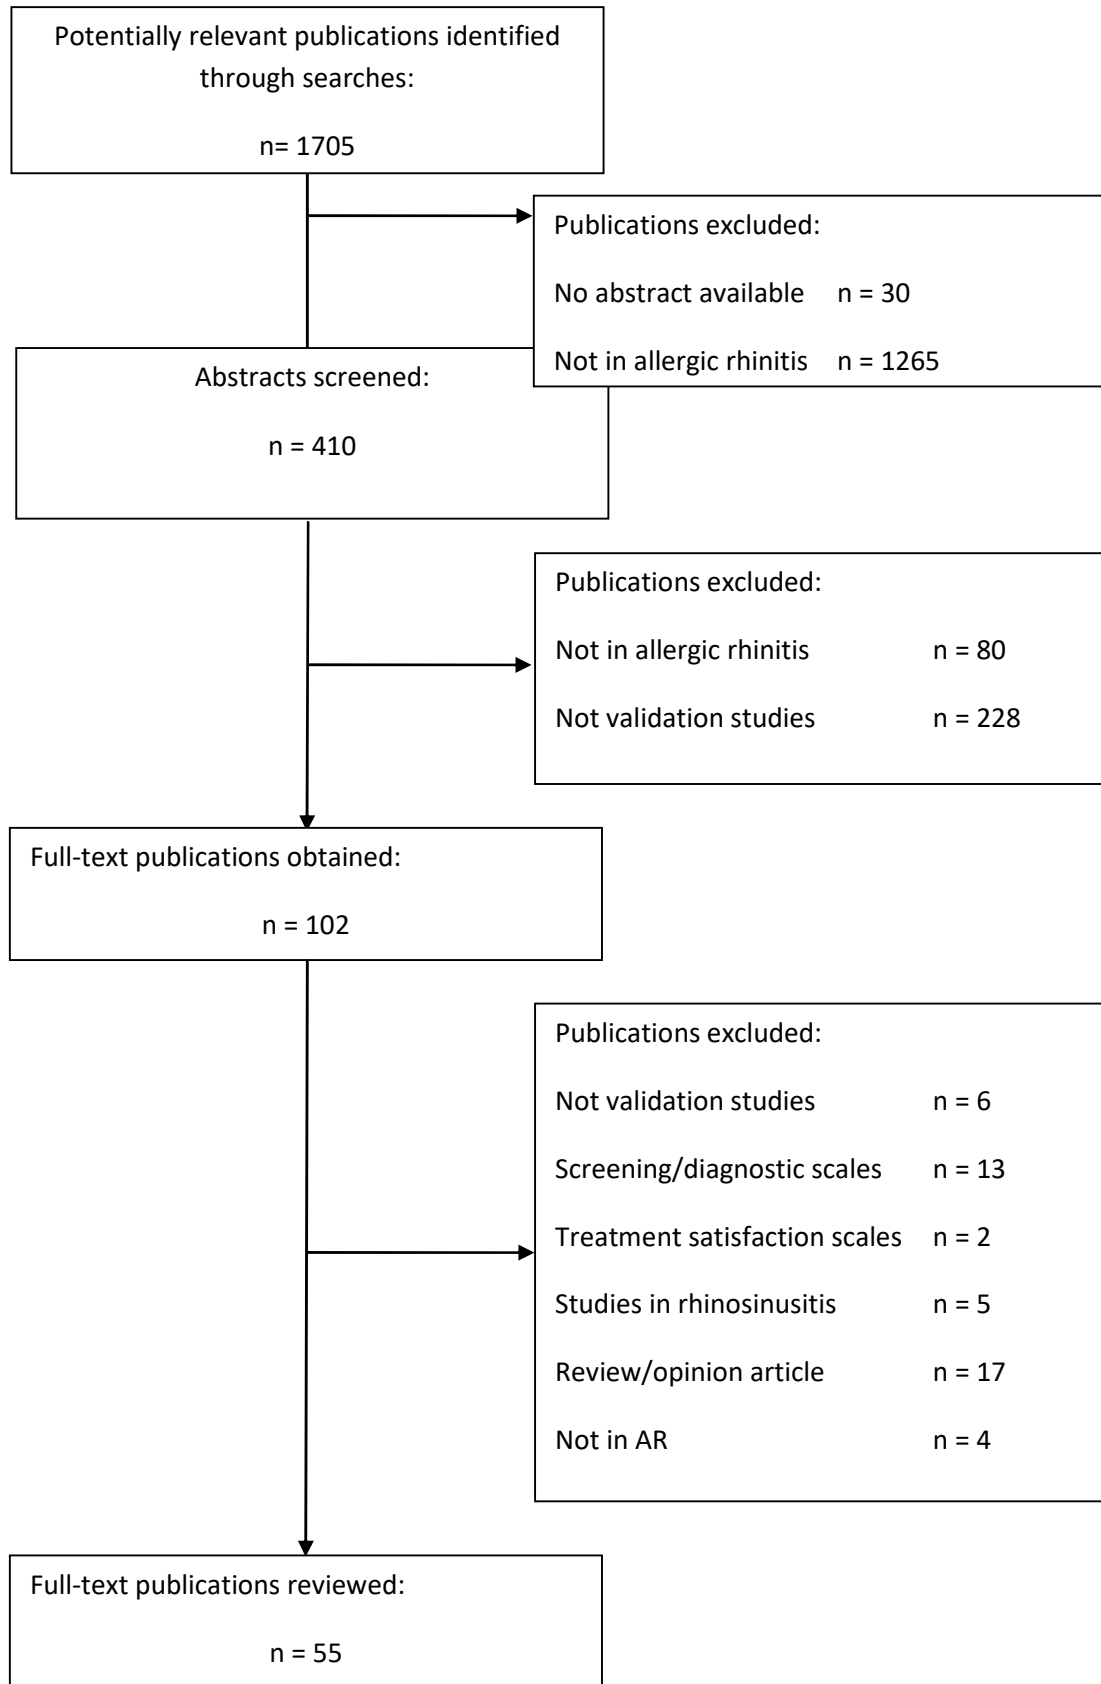 Potentially relevant publications identified
through searches:
n= 1705
Publications excluded:
No abstract available n = 30
Not in allergic rhinitis n = 1265
Abstracts screened:
n = 410
Publications excluded:
Not in allergic rhinitis n = 80
Not validation studies n = 228
Full-text publications obtained:
n = 102
Publications excluded:
Not validation studies n = 6
Screening/diagnostic scales n = 13
Treatment satisfaction scales n = 2
Studies in rhinosinusitis n = 5
Review/opinion article n = 17
Not in AR n = 4
Full-text publications reviewed:
n = 55